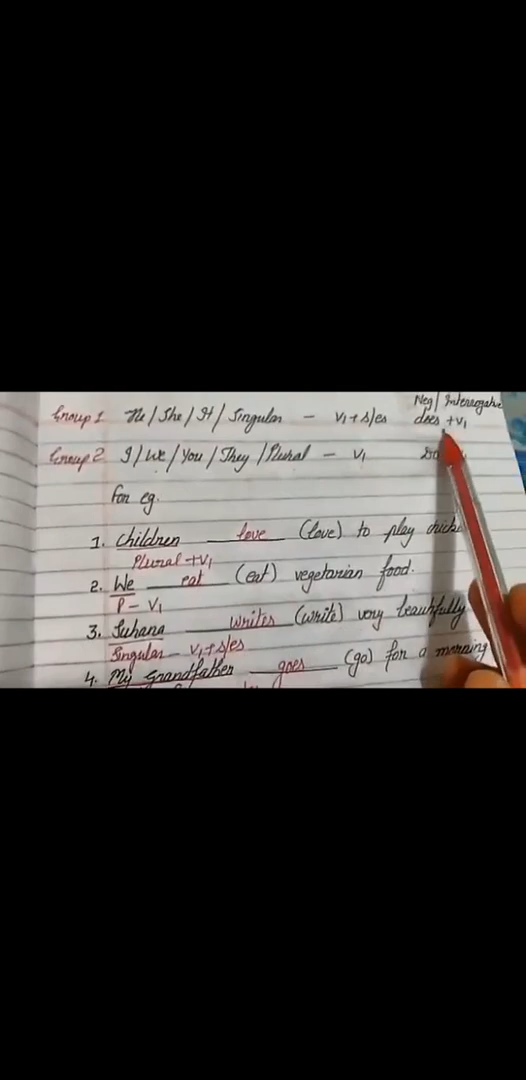 Neg/ Interrogative
Group 1 He / She / It / Singular - V1 + s/es does + V1
Group 2 I / We / You / They / Plural - V1
For eg.
1. Children love (love) to play
Plural + V1
2. We eat (eat) vegetarian food.
P - V1
3. Suhana writes (write) very beautifully
Singular - V1 + s/es
4. My Grandfather goes (go) for a morning